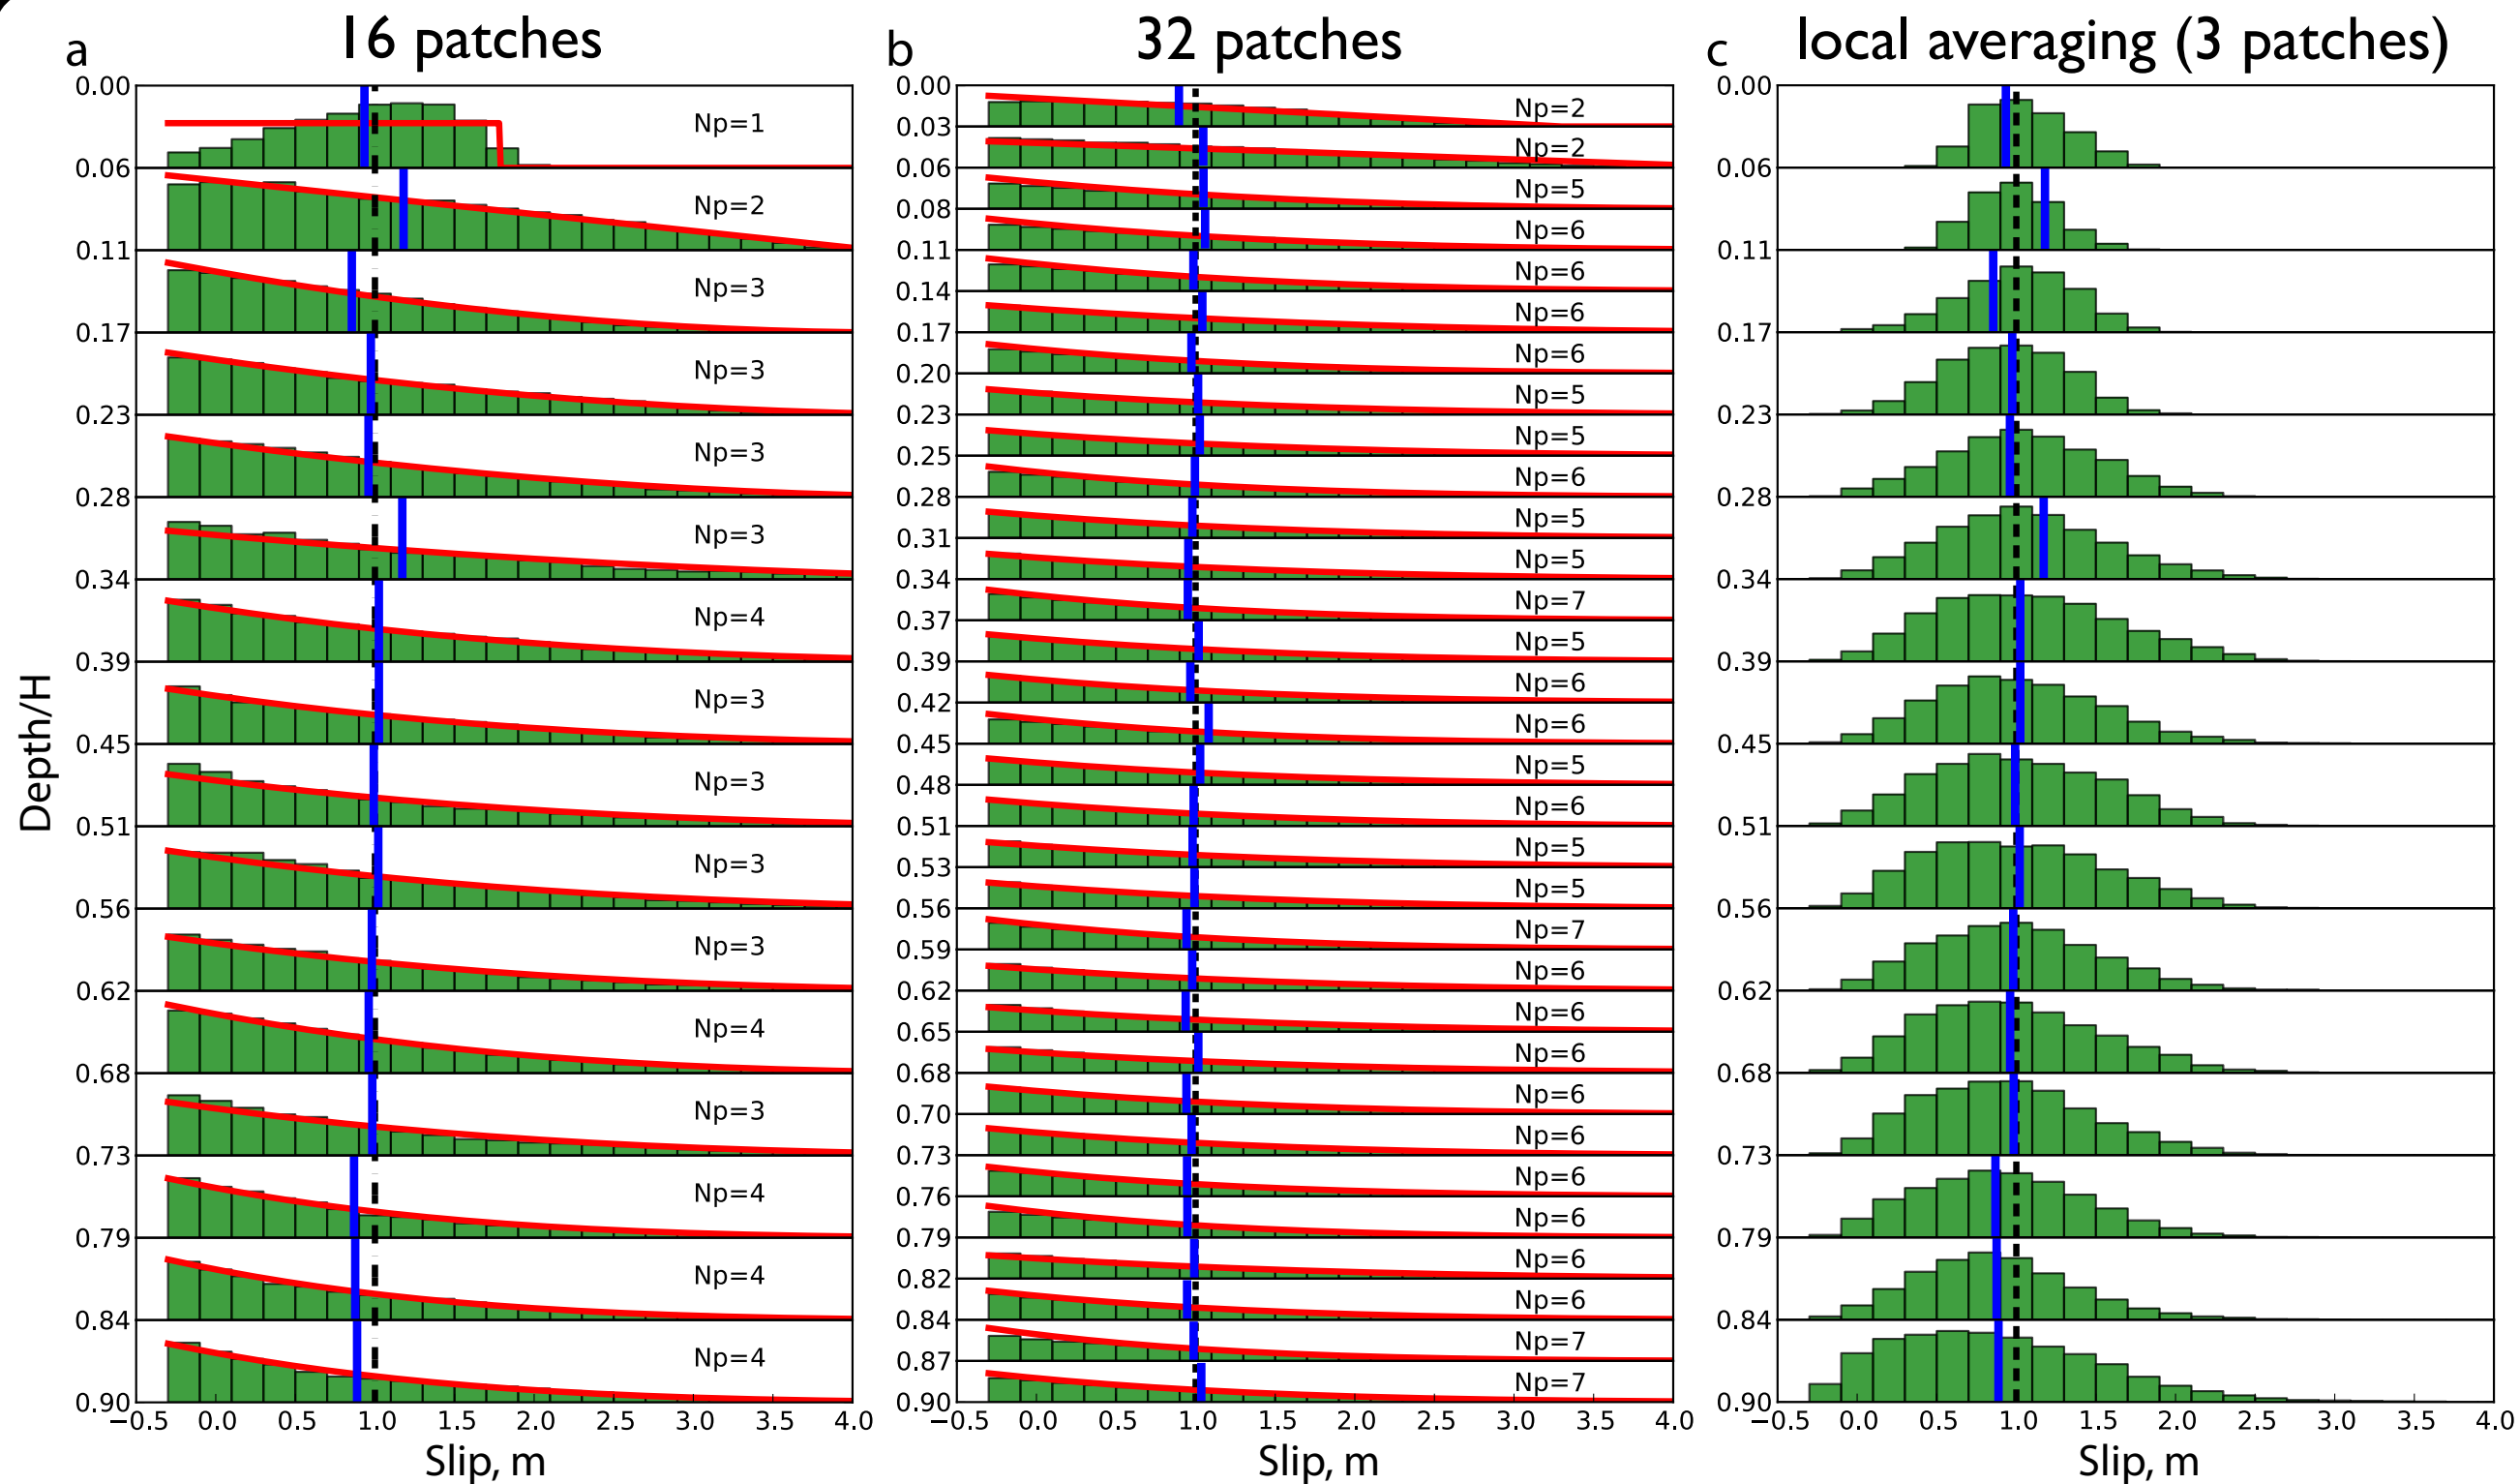 a
16 patches
b
32 patches
c
local averaging (3 patches)
Depth/H
0.00
Np=1
0.06
Np=2
0.11
Np=3
0.17
Np=3
0.23
Np=3
0.28
Np=3
0.34
Np=4
0.39
Np=3
0.45
Np=3
0.51
Np=3
0.56
Np=3
0.62
Np=4
0.68
Np=3
0.73
Np=4
0.79
Np=4
0.84
Np=4
0.90
−0.5 0.0 0.5 1.0 1.5 2.0 2.5 3.0 3.5 4.0
Slip, m
0.00
Np=2
0.03
Np=2
0.06
Np=5
0.08
Np=6
0.11
Np=6
0.14
Np=6
0.17
Np=6
0.20
Np=5
0.23
Np=5
0.25
Np=6
0.28
Np=5
0.31
Np=5
0.34
Np=7
0.37
Np=5
0.39
Np=6
0.42
Np=6
0.45
Np=5
0.48
Np=6
0.51
Np=5
0.53
Np=5
0.56
Np=7
0.59
Np=6
0.62
Np=6
0.65
Np=6
0.68
Np=6
0.70
Np=6
0.73
Np=6
0.76
Np=6
0.79
Np=6
0.82
Np=6
0.84
Np=7
0.87
Np=7
0.90
−0.5 0.0 0.5 1.0 1.5 2.0 2.5 3.0 3.5 4.0
Slip, m
0.00
0.06
0.11
0.17
0.23
0.28
0.34
0.39
0.45
0.51
0.56
0.62
0.68
0.73
0.79
0.84
0.90
−0.5 0.0 0.5 1.0 1.5 2.0 2.5 3.0 3.5 4.0
Slip, m